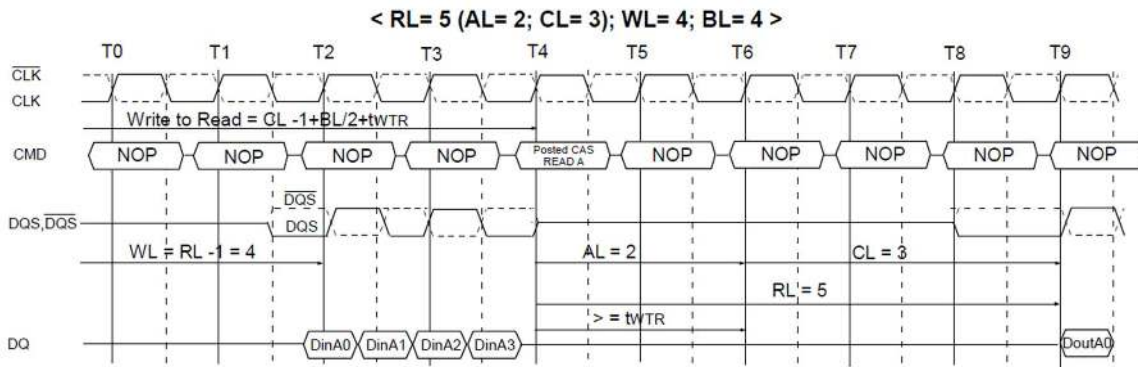 < RL= 5 (AL= 2; CL= 3); WL= 4; BL= 4 >
T0 T1 T2 T3 T4 T5 T6 T7 T8 T9
CLK
CLK
Write to Read = CL -1+BL/2+tWTR
CMD NOP NOP NOP NOP Posted CAS READ A NOP NOP NOP NOP NOP
DQS
DQS,DQS DQS
WL = RL -1 = 4 AL = 2 CL = 3
RL = 5
> = tWTR
DQ DinA0 DinA1 DinA2 DinA3 DoutA0